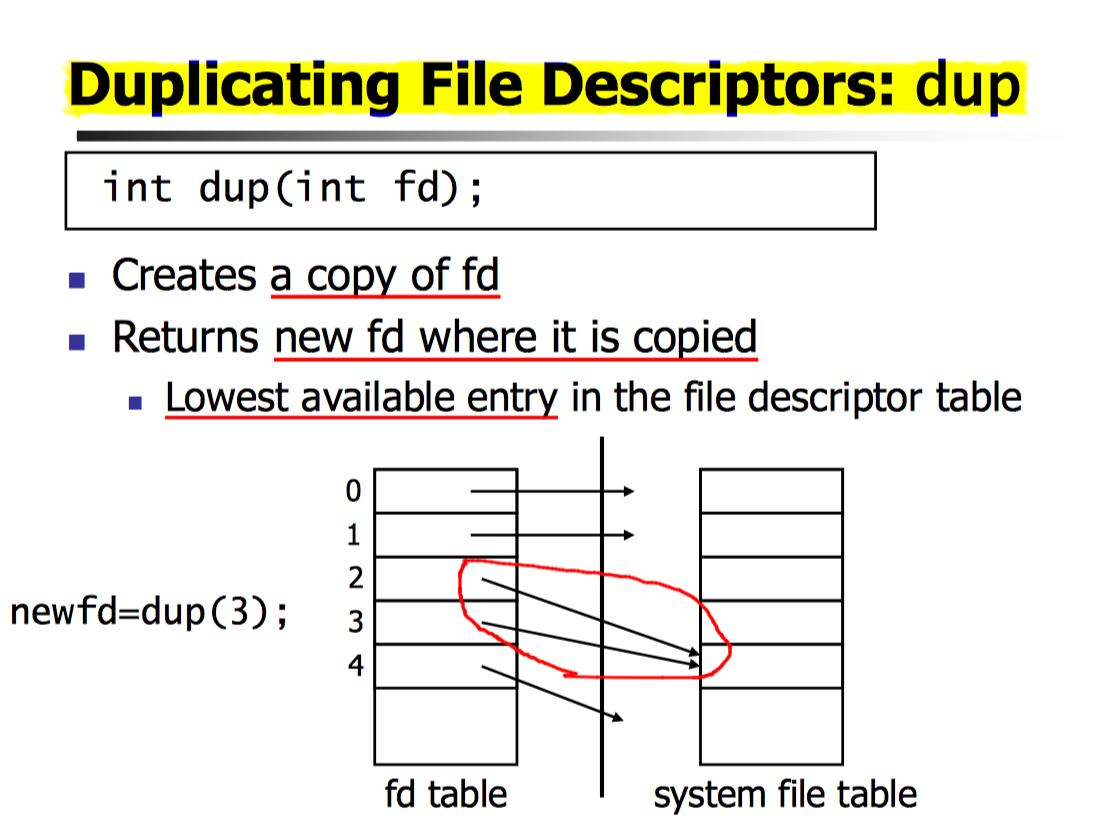 Duplicating File Descriptors: dup
int dup(int fd);
Creates a copy of fd
Returns new fd where it is copied
Lowest available entry in the file descriptor table
0
1
2
newfd=dup(3);
3
4
fd table
system file table